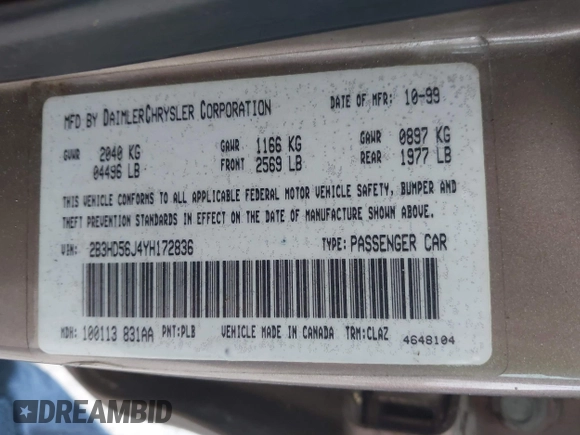 MFD BY DAIMLERCHRYSLER CORPORATION DATE OF MFR: 10-99
GVWR 2040 KG GAWR 1166 KG GAWR 0897 KG
04496 LB FRONT 2569 LB REAR 1977 LB
THIS VEHICLE CONFORMS TO ALL APPLICABLE FEDERAL MOTOR VEHICLE SAFETY, BUMPER AND
THEFT PREVENTION STANDARDS IN EFFECT ON THE DATE OF MANUFACTURE SHOWN ABOVE.
VIN: 2B3HD56J4YH172836 TYPE: PASSENGER CAR
MDH: 100113 831AA PNT:PLB VEHICLE MADE IN CANADA TRM:CLAZ 4648104
DREAMBID